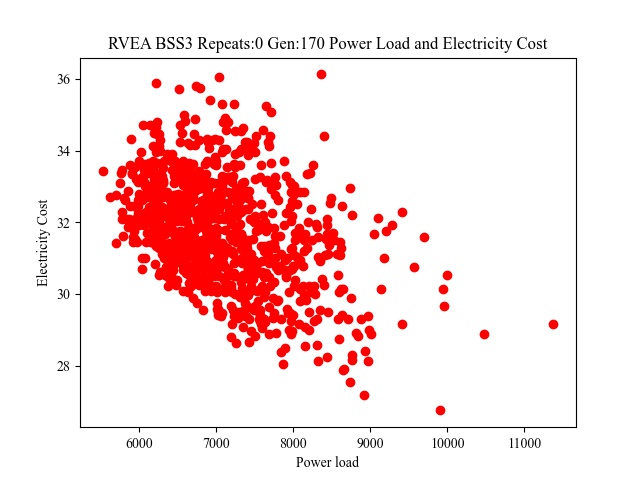 RVEA BSS3 Repeats:0 Gen:170 Power Load and Electricity Cost
36
34
32
30
28
Electricity Cost
6000 7000 8000 9000 10000 11000
Power load